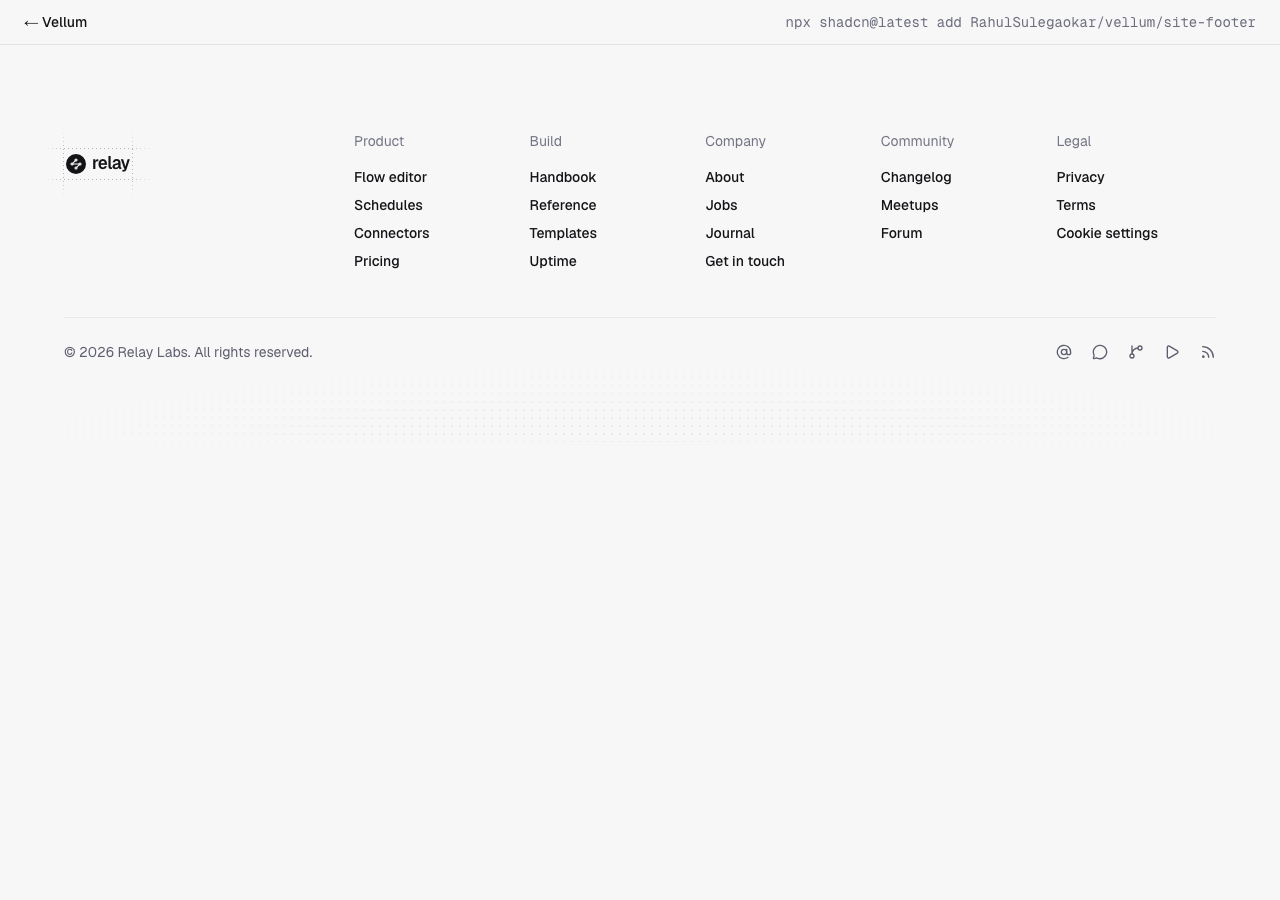 ← Vellum
npx shadcn@latest add RahulSulegaokar/vellum/site-footer
relay
Product
Flow editor
Schedules
Connectors
Pricing
Build
Handbook
Reference
Templates
Uptime
Company
About
Jobs
Journal
Get in touch
Community
Changelog
Meetups
Forum
Legal
Privacy
Terms
Cookie settings
© 2026 Relay Labs. All rights reserved.